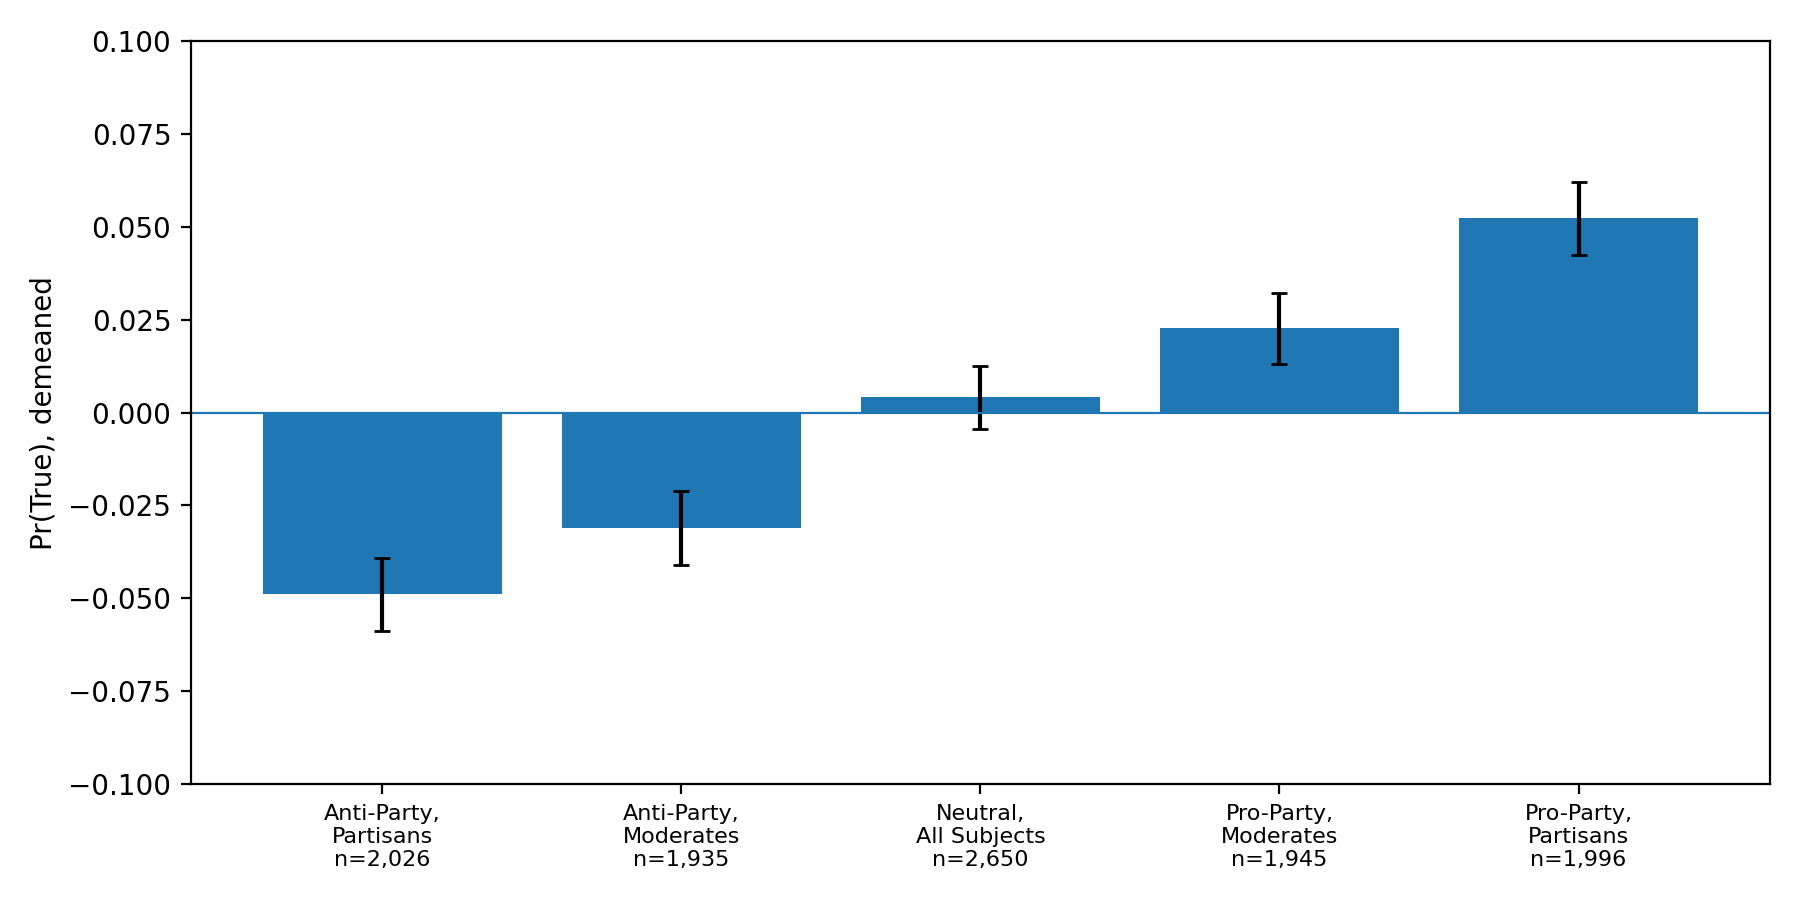 0.100
0.075
0.050
0.025
0.000
−0.025
−0.050
−0.075
−0.100
Pr(True), demeaned
Anti-Party,
Partisans
n=2,026
Anti-Party,
Moderates
n=1,935
Neutral,
All Subjects
n=2,650
Pro-Party,
Moderates
n=1,945
Pro-Party,
Partisans
n=1,996